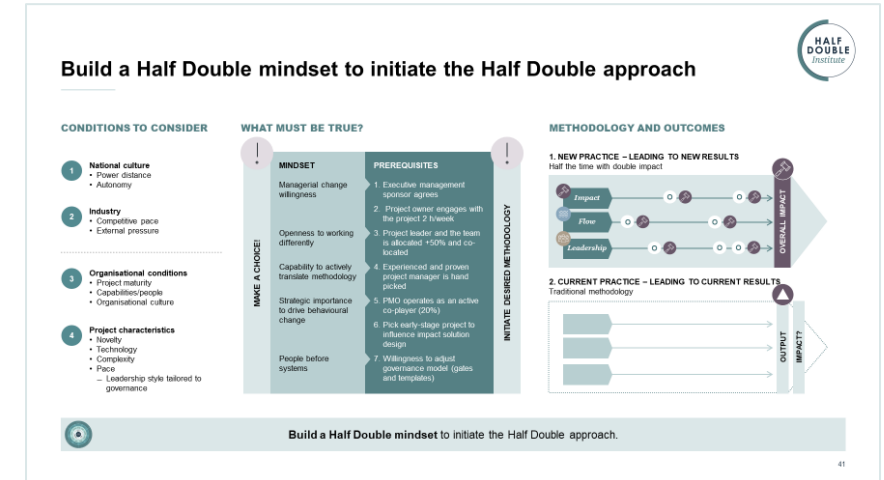 HALF
DOUBLE
Institute
Build a Half Double mindset to initiate the Half Double approach
CONDITIONS TO CONSIDER
1
National culture
• Power distance
• Autonomy
2
Industry
• Competitive pace
• External pressure
3
Organisational conditions
• Project maturity
• Capabilities/people
• Organisational culture
4
Project characteristics
• Novelty
• Technology
• Complexity
• Pace
– Leadership style tailored to
governance
WHAT MUST BE TRUE?
!
MAKE A CHOICE!
MINDSET
Managerial change
willingness
Openness to working
differently
Capability to actively
translate methodology
Strategic importance
to drive behavioural
change
People before
systems
PREREQUISITES
1. Executive management
sponsor agrees
2. Project owner engages with
the project 2 h/week
3. Project leader and the team
is allocated +50% and co-
located
4. Experienced and proven
project manager is hand
picked
5. PMO operates as an active
co-player (20%)
6. Pick early-stage project to
influence impact solution
design
7. Willingness to adjust
governance model (gates
and templates)
!
INITIATE DESIRED METHODOLOGY
METHODOLOGY AND OUTCOMES
1. NEW PRACTICE – LEADING TO NEW RESULTS
Half the time with double impact
Impact
Flow
Leadership
OVERALL IMPACT
2. CURRENT PRACTICE – LEADING TO CURRENT RESULTS
Traditional methodology
OUTPUT
IMPACT?
Build a Half Double mindset to initiate the Half Double approach.
41